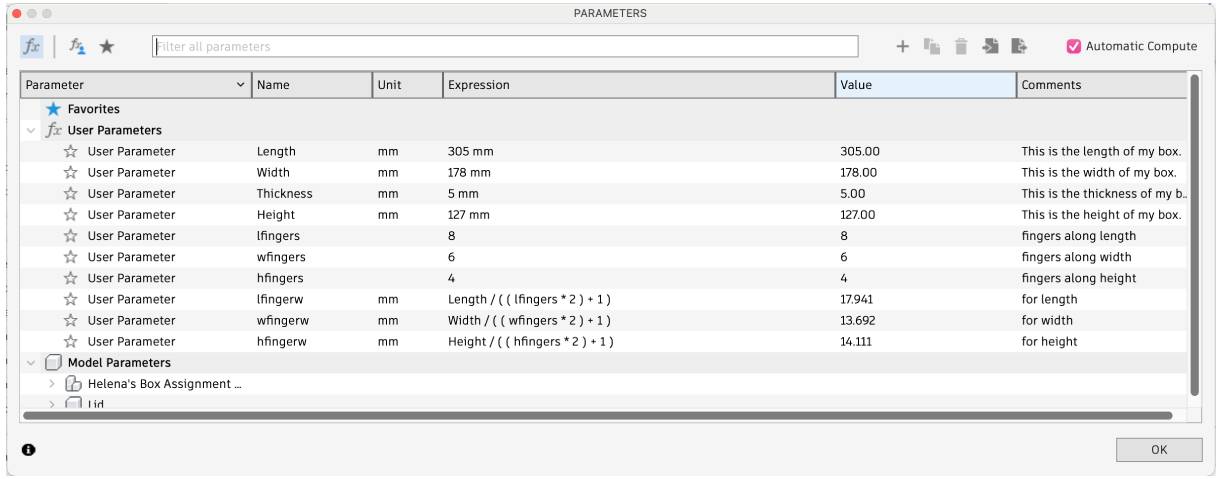 PARAMETERS
fx Filter all parameters Automatic Compute
Parameter Name Unit Expression Value Comments
Favorites
fx User Parameters
User Parameter Length mm 305 mm 305.00 This is the length of my box.
User Parameter Width mm 178 mm 178.00 This is the width of my box.
User Parameter Thickness mm 5 mm 5.00 This is the thickness of my b..
User Parameter Height mm 127 mm 127.00 This is the height of my box.
User Parameter lfingers 8 8 fingers along length
User Parameter wfingers 6 6 fingers along width
User Parameter hfingers 4 4 fingers along height
User Parameter lfingerw mm Length / ( ( lfingers * 2 ) + 1 ) 17.941 for length
User Parameter wfingerw mm Width / ( ( wfingers * 2 ) + 1 ) 13.692 for width
User Parameter hfingerw mm Height / ( ( hfingers * 2 ) + 1 ) 14.111 for height
Model Parameters
Helena's Box Assignment ...
Lid
OK